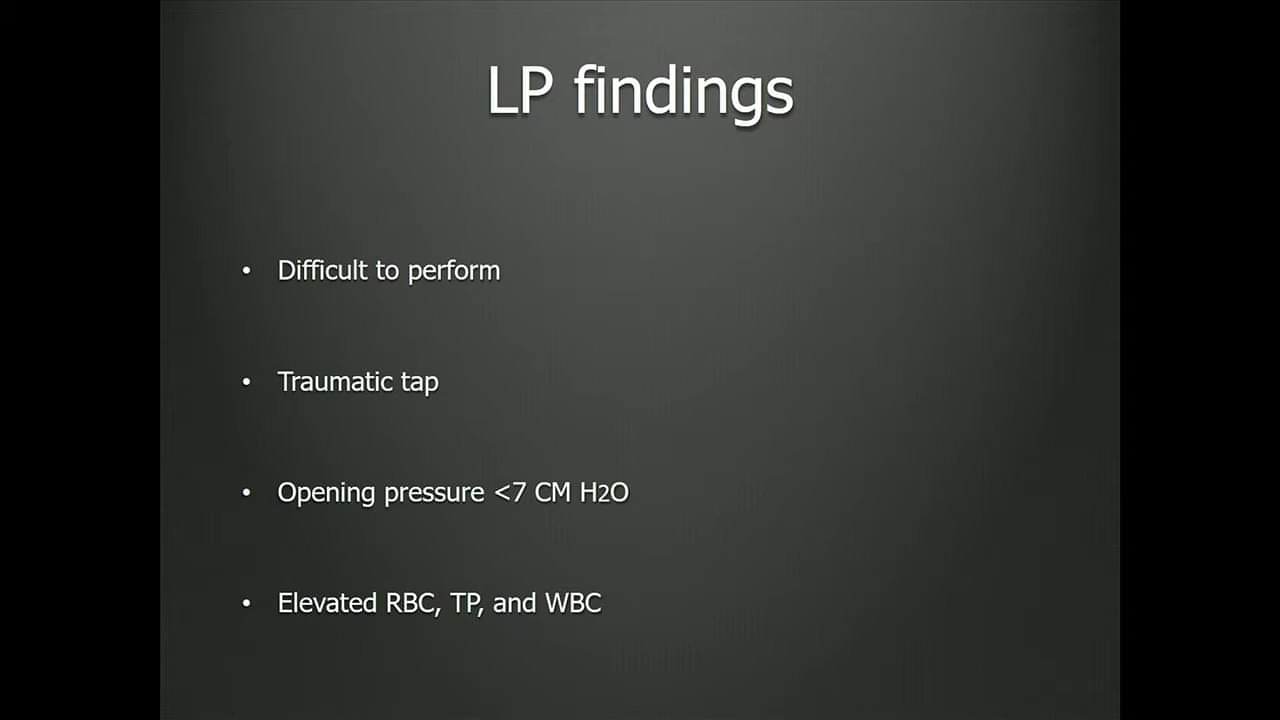 LP findings
• Difficult to perform
• Traumatic tap
• Opening pressure <7 CM H2O
• Elevated RBC, TP, and WBC